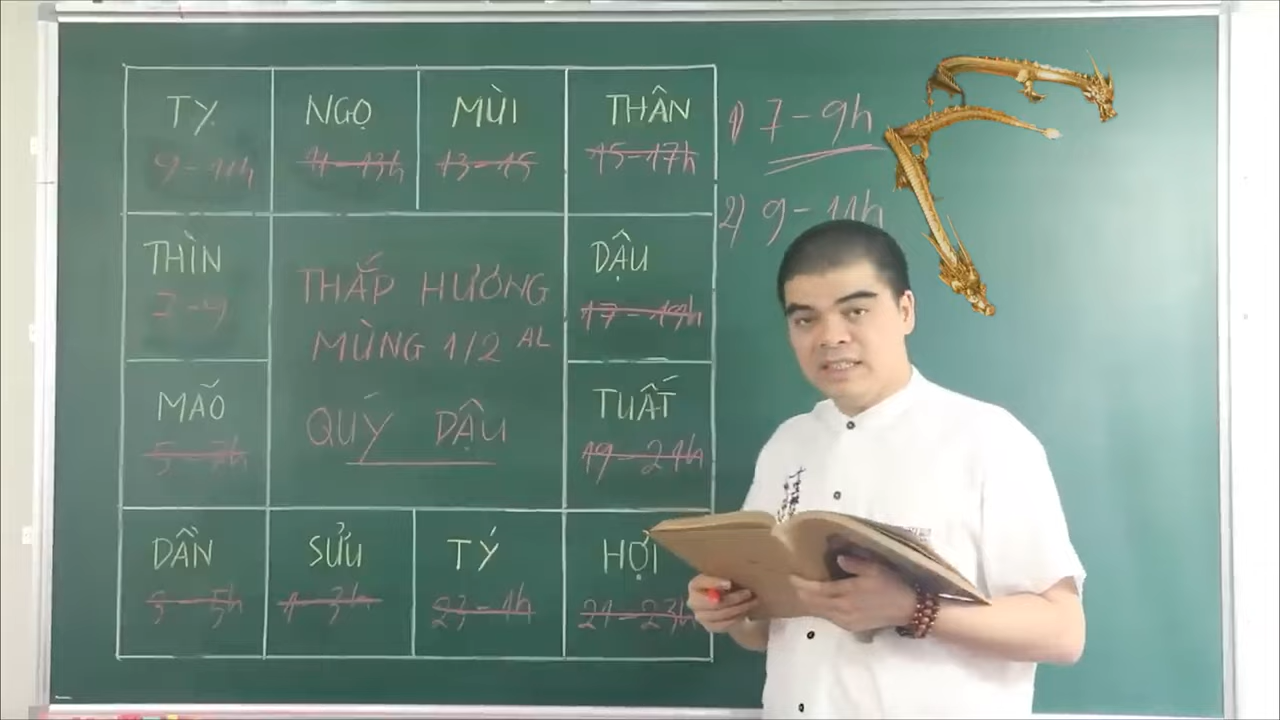 TỴ NGỌ MÙI THÂN
9-11h 11-13h 13-15 15-17h
1) 7-9h
2) 9-11h
THÌN DẬU
7-9 17-19h
THẮP HƯƠNG
MÙNG 1/2 AL
QUÝ DẬU
MÃO TUẤT
5-7h 19-21h
DẦN SỬU TÝ HỢI
3-5h 1-3h 23-1h 21-23h